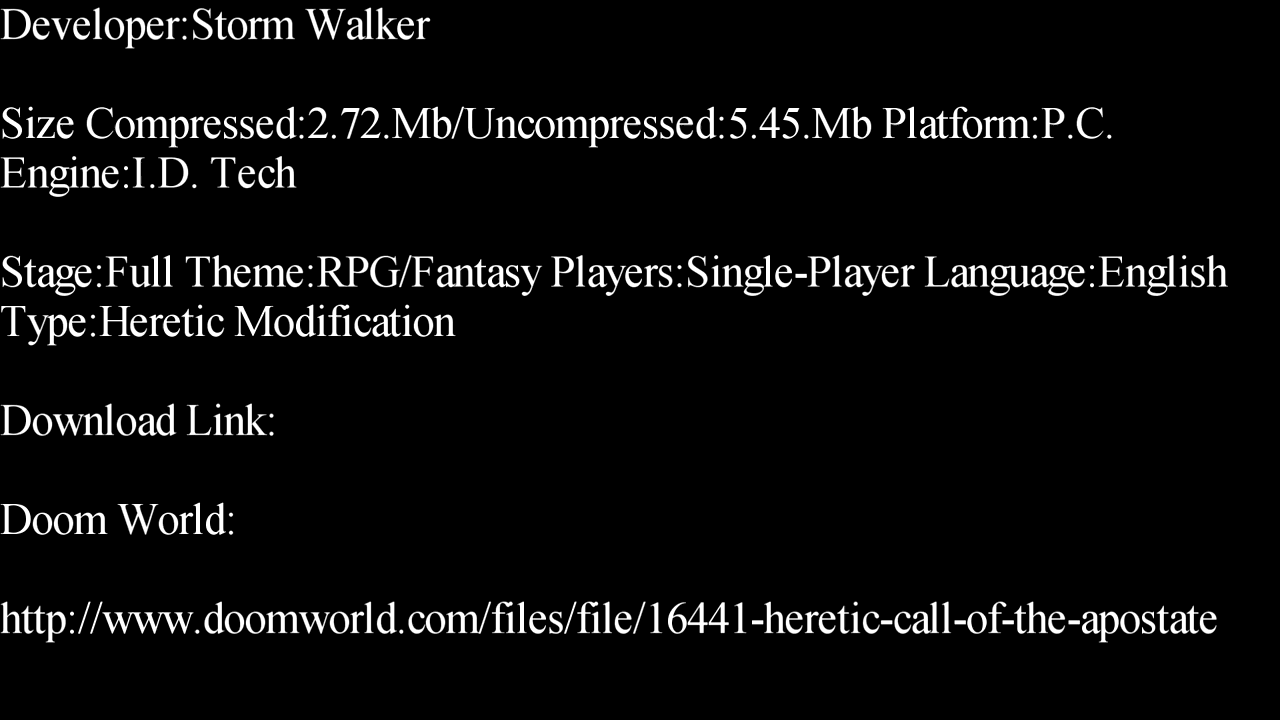 Developer:Storm Walker
Size Compressed:2.72.Mb/Uncompressed:5.45.Mb Platform:P.C.
Engine:I.D. Tech
Stage:Full Theme:RPG/Fantasy Players:Single-Player Language:English
Type:Heretic Modification
Download Link:
Doom World:
http://www.doomworld.com/files/file/16441-heretic-call-of-the-apostate